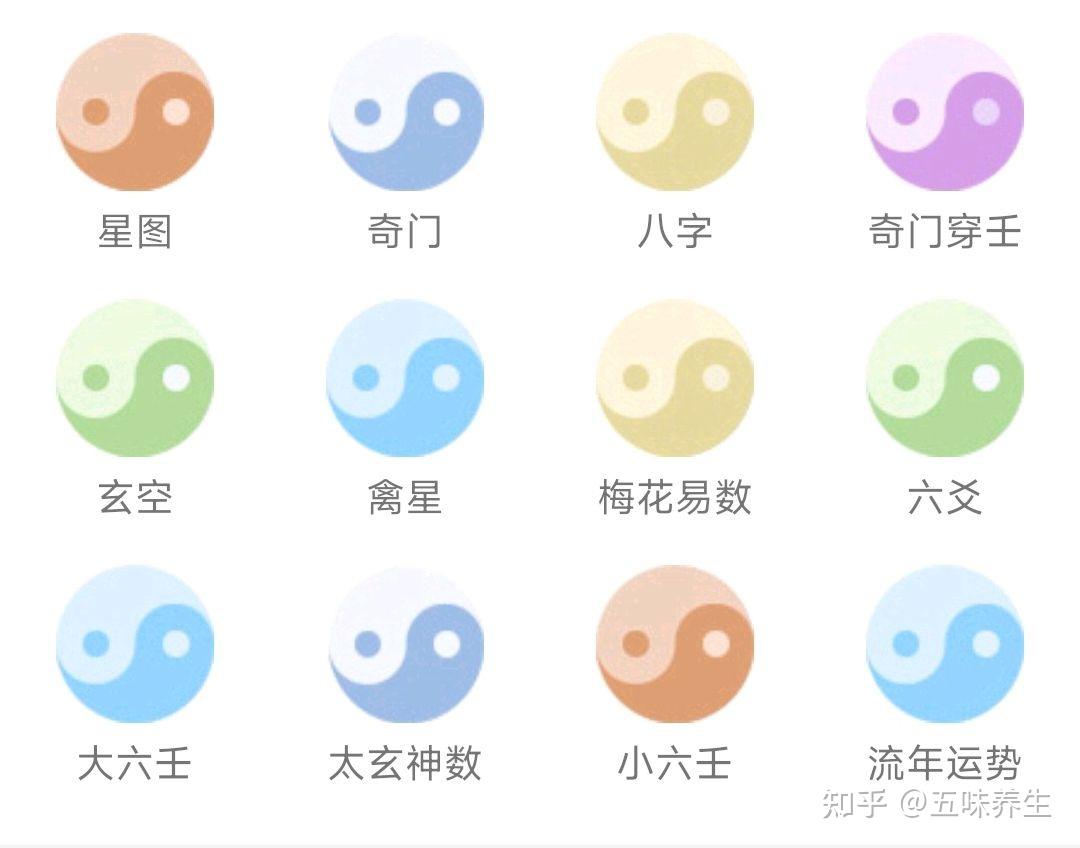 星图 奇门 八字 奇门穿壬
玄空 禽星 梅花易数 六爻
大六壬 太玄神数 小六壬 流年运势
知乎 @五味养生